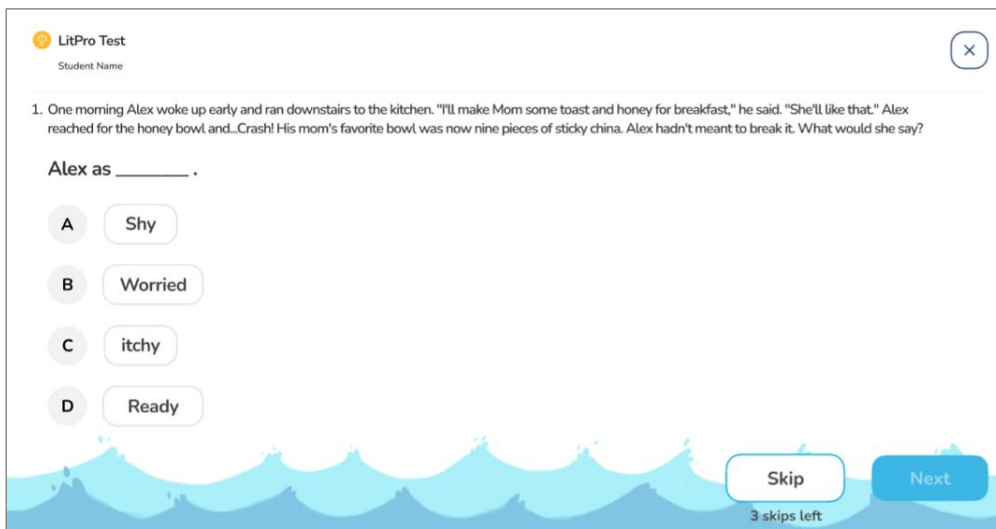 LitPro Test
Student Name
1. One morning Alex woke up early and ran downstairs to the kitchen. "I'll make Mom some toast and honey for breakfast," he said. "She'll like that." Alex
reached for the honey bowl and...Crash! His mom's favorite bowl was now nine pieces of sticky china. Alex hadn't meant to break it. What would she say?
Alex as ________ .
A Shy
B Worried
C itchy
D Ready
Skip
Next
3 skips left